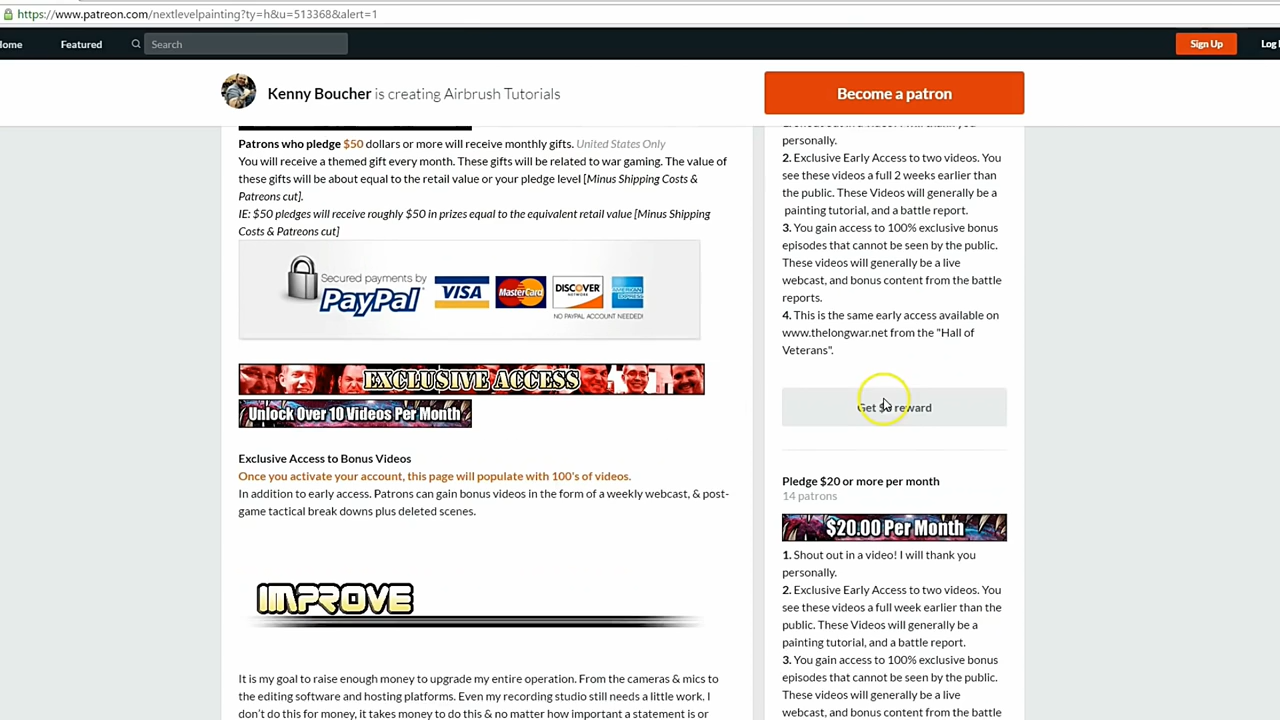 https://www.patreon.com/nextlevelpainting?ty=h&u=513368&alert=1
Home
Featured
Search
Sign Up
Log
Kenny Boucher is creating Airbrush Tutorials
Become a patron
Patrons who pledge $50 dollars or more will receive monthly gifts. United States Only
You will receive a themed gift every month. These gifts will be related to war gaming. The value of
these gifts will be about equal to the retail value or your pledge level [Minus Shipping Costs &
Patreons cut].
IE: $50 pledges will receive roughly $50 in prizes equal to the equivalent retail value [Minus Shipping
Costs & Patreons cut]
Secured payments by
PayPal
VISA
MasterCard
DISCOVER
NETWORK
AMERICAN
EXPRESS
NO PAYPAL ACCOUNT NEEDED!
EXCLUSIVE ACCESS
Unlock Over 10 Videos Per Month
Exclusive Access to Bonus Videos
Once you activate your account, this page will populate with 100's of videos.
In addition to early access. Patrons can gain bonus videos in the form of a weekly webcast, & post-
game tactical break downs plus deleted scenes.
IMPROVE
It is my goal to raise enough money to upgrade my entire operation. From the cameras & mics to
the editing software and hosting platforms. Even my recording studio still needs a little work. I
don't do this for money, it takes money to do this & no matter how important a statement is or
1. Shout out in a video! I will thank you
personally.
2. Exclusive Early Access to two videos. You
see these videos a full 2 weeks earlier than
the public. These Videos will generally be a
painting tutorial, and a battle report.
3. You gain access to 100% exclusive bonus
episodes that cannot be seen by the public.
These videos will generally be a live
webcast, and bonus content from the battle
reports.
4. This is the same early access available on
www.thelongwar.net from the "Hall of
Veterans".
Get reward
Pledge $20 or more per month
14 patrons
$20.00 Per Month
1. Shout out in a video! I will thank you
personally.
2. Exclusive Early Access to two videos. You
see these videos a full week earlier than the
public. These Videos will generally be a
painting tutorial, and a battle report.
3. You gain access to 100% exclusive bonus
episodes that cannot be seen by the public.
These videos will generally be a live
webcast, and bonus content from the battle